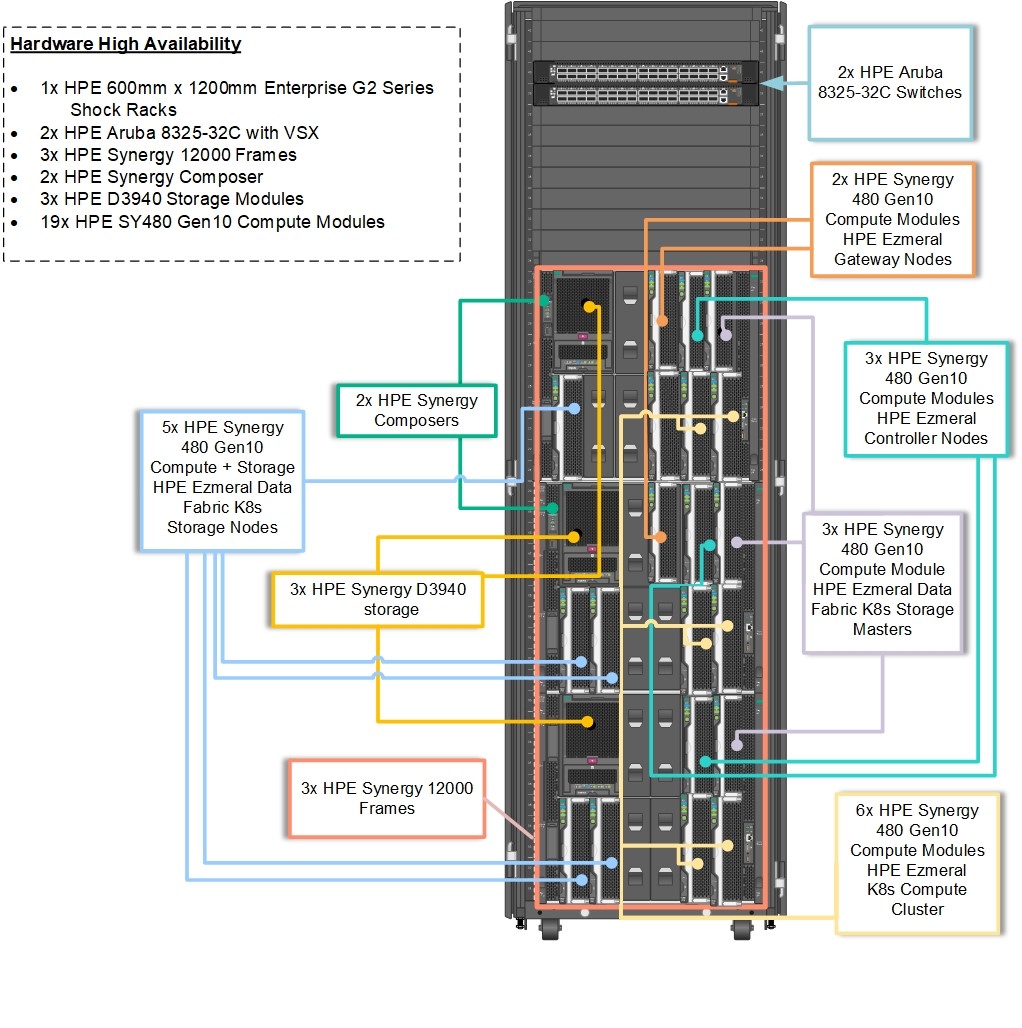 Hardware High Availability
• 1x HPE 600mm x 1200mm Enterprise G2 Series
Shock Racks
• 2x HPE Aruba 8325-32C with VSX
• 3x HPE Synergy 12000 Frames
• 2x HPE Synergy Composer
• 3x HPE D3940 Storage Modules
• 19x HPE SY480 Gen10 Compute Modules
2x HPE Aruba
8325-32C Switches
2x HPE Synergy
480 Gen10
Compute Modules
HPE Ezmeral
Gateway Nodes
3x HPE Synergy
480 Gen10
Compute Modules
HPE Ezmeral
Controller Nodes
2x HPE Synergy
Composers
5x HPE Synergy
480 Gen10
Compute + Storage
HPE Ezmeral Data
Fabric K8s
Storage Nodes
3x HPE Synergy
480 Gen10
Compute Module
HPE Ezmeral Data
Fabric K8s Storage
Masters
3x HPE Synergy D3940
storage
3x HPE Synergy 12000
Frames
6x HPE Synergy
480 Gen10
Compute Modules
HPE Ezmeral
K8s Compute
Cluster